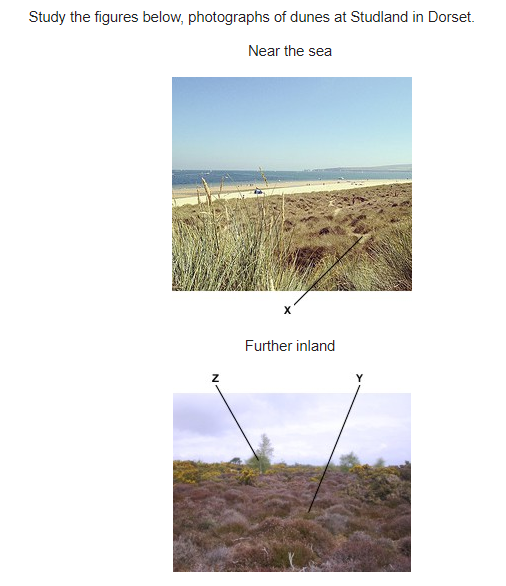 Study the figures below, photographs of dunes at Studland in Dorset.
Near the sea
X
Further inland
Z Y